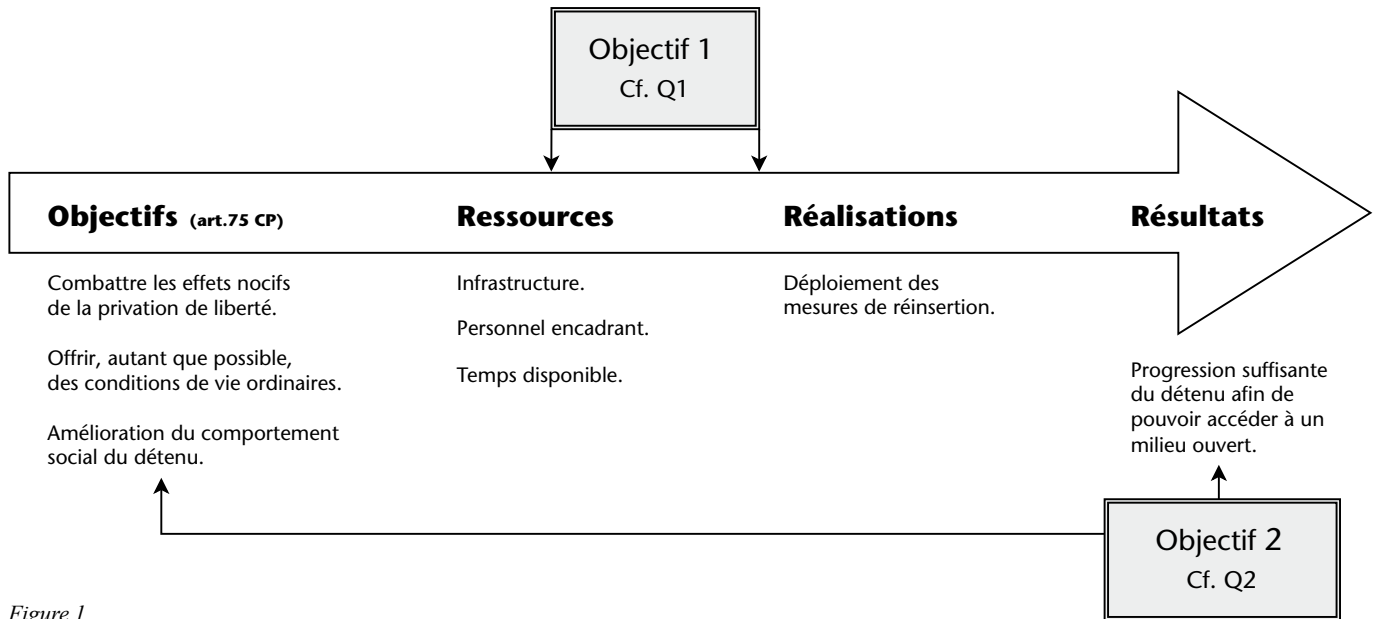 Objectif 1
Cf. Q1
Objectifs (art.75 CP)
Ressources
Réalisations
Résultats
Combattre les effets nocifs
de la privation de liberté.
Offrir, autant que possible,
des conditions de vie ordinaires.
Amélioration du comportement
social du détenu.
Infrastructure.
Personnel encadrant.
Temps disponible.
Déploiement des
mesures de réinsertion.
Progression suffisante
du détenu afin de
pouvoir accéder à un
milieu ouvert.
Objectif 2
Cf. Q2
Figure 1